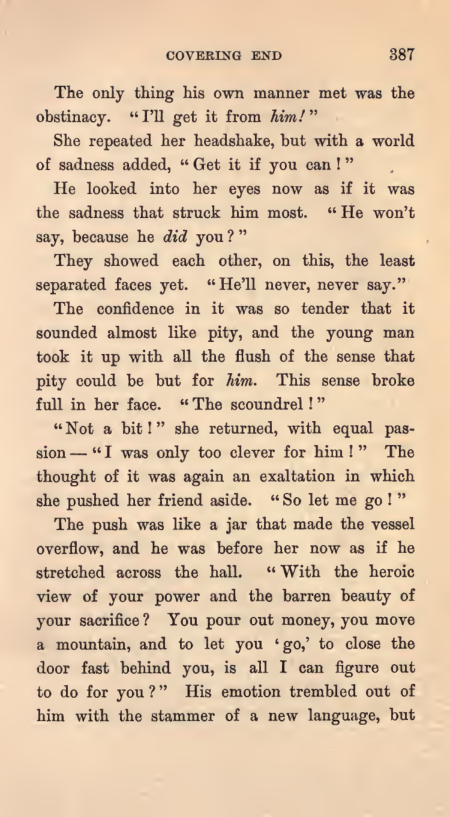 COVERING END 387
The only thing his own manner met was the
obstinacy. "I'll get it from him!"
She repeated her headshake, but with a world
of sadness added, "Get it if you can!"
He looked into her eyes now as if it was
the sadness that struck him most. "He won't
say, because he did you?"
They showed each other, on this, the least
separated faces yet. "He'll never, never say."
The confidence in it was so tender that it
sounded almost like pity, and the young man
took it up with all the flush of the sense that
pity could be but for him. This sense broke
full in her face. "The scoundrel!"
"Not a bit!" she returned, with equal pas-
sion — "I was only too clever for him!" The
thought of it was again an exaltation in which
she pushed her friend aside. "So let me go!"
The push was like a jar that made the vessel
overflow, and he was before her now as if he
stretched across the hall. "With the heroic
view of your power and the barren beauty of
your sacrifice? You pour out money, you move
a mountain, and to let you 'go,' to close the
door fast behind you, is all I can figure out
to do for you?" His emotion trembled out of
him with the stammer of a new language, but